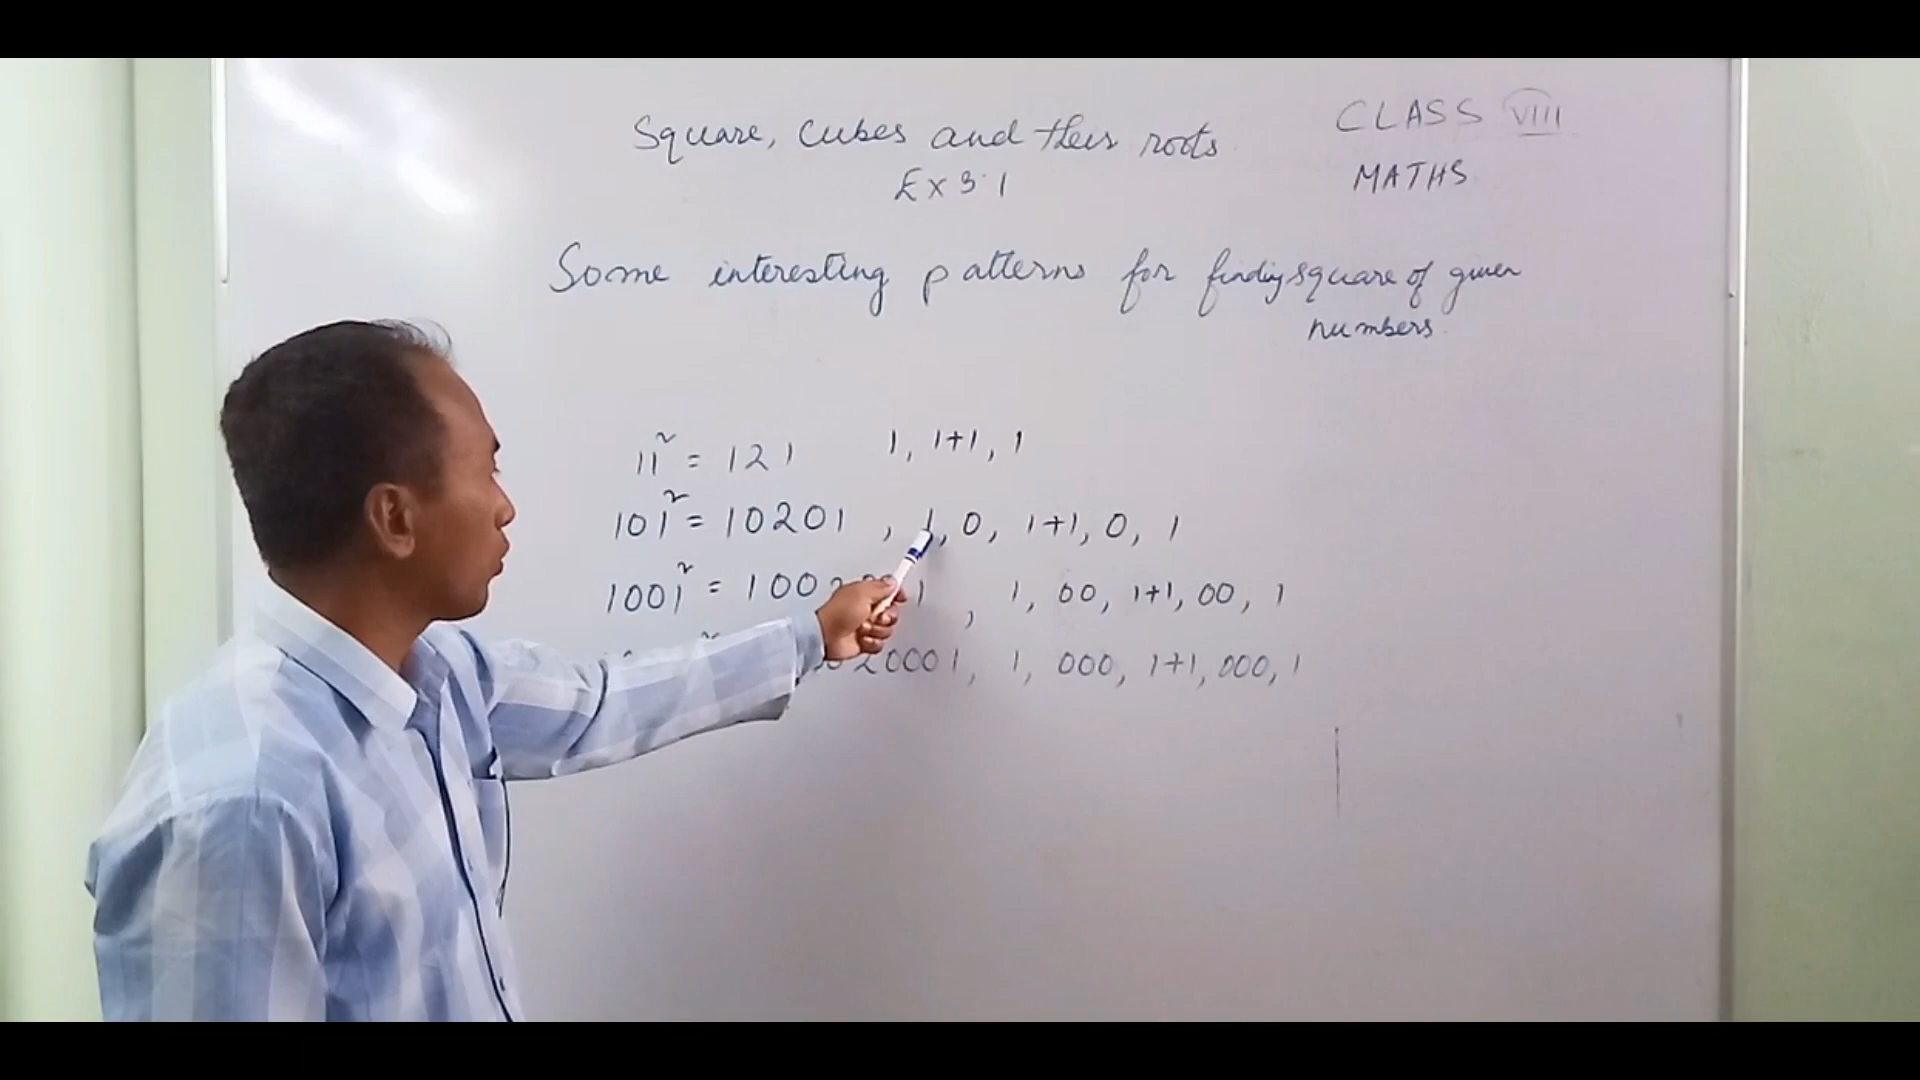 Square, cubes and their roots
Ex 3.1
CLASS VIII
MATHS
Some interesting patterns for finding square of given
numbers.
11² = 121 1, 1+1, 1
101² = 10201 , 1, 0, 1+1, 0, 1
1001² = 100 1 , 1, 00, 1+1, 00, 1
20001, 1, 000, 1+1, 000, 1